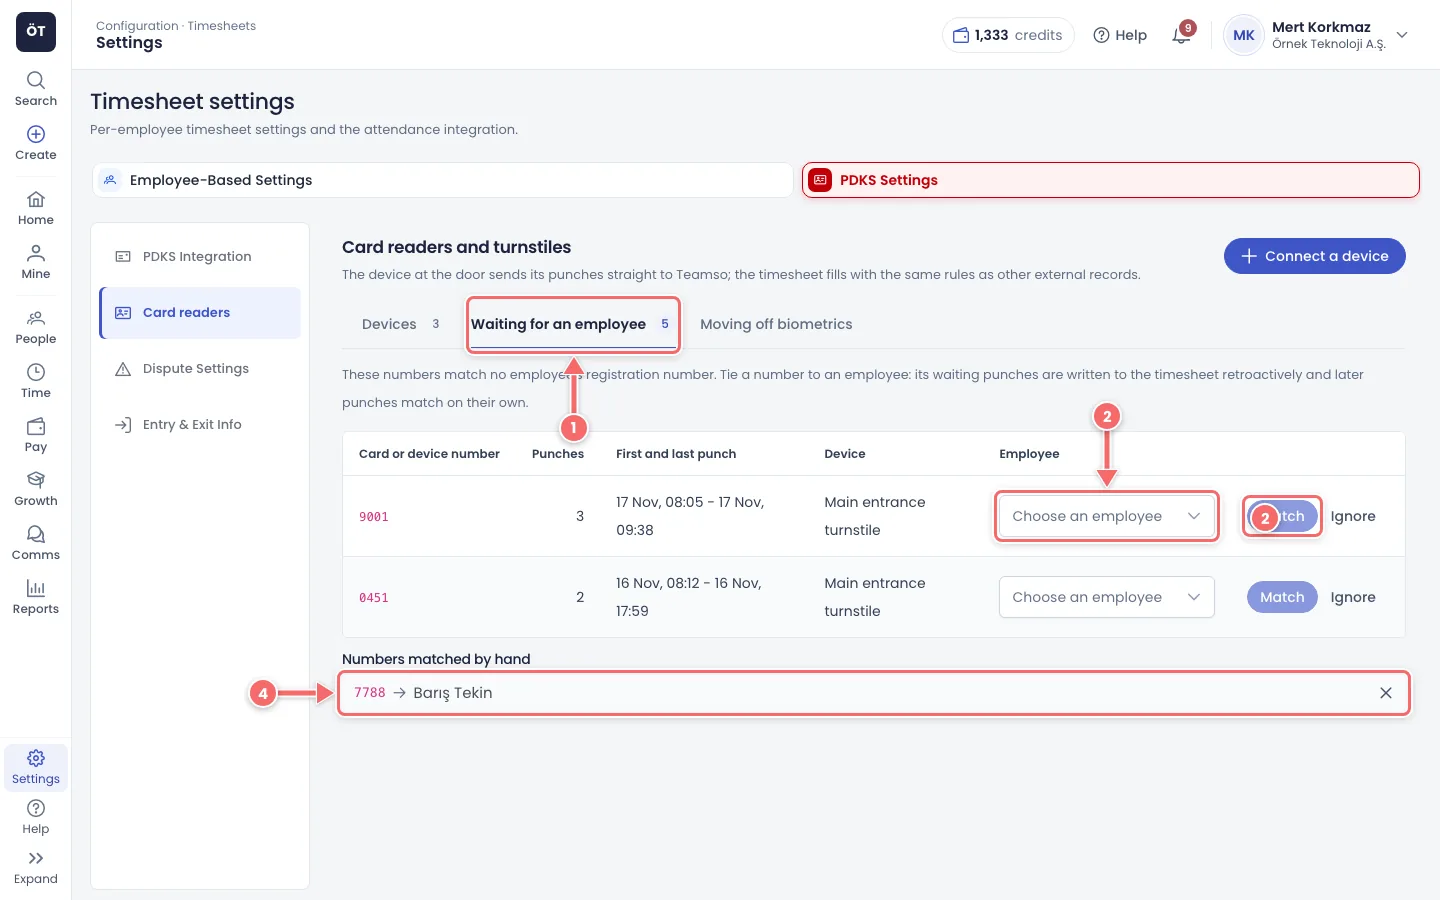 ÖT
Configuration · Timesheets
Settings
1,333 credits
Help
9
MK
Mert Korkmaz
Örnek Teknoloji A.Ş.
Search
Create
Home
Mine
People
Time
Pay
Growth
Comms
Reports
Settings
Help
Expand
Timesheet settings
Per-employee timesheet settings and the attendance integration.
Employee-Based Settings
PDKS Settings
PDKS Integration
Card readers
Dispute Settings
Entry & Exit Info
Card readers and turnstiles
The device at the door sends its punches straight to Teamso; the timesheet fills with the same rules as other external records.
Connect a device
Devices 3
Waiting for an employee 5
Moving off biometrics
These numbers match no employee's registration number. Tie a number to an employee: its waiting punches are written to the timesheet retroactively and later
punches match on their own.
1
2
Card or device number Punches First and last punch Device Employee
9001 3 17 Nov, 08:05 - 17 Nov, 09:38 Main entrance turnstile Choose an employee 2 tch Ignore
0451 2 16 Nov, 08:12 - 16 Nov, 17:59 Main entrance turnstile Choose an employee Match Ignore
Numbers matched by hand
4
7788 → Barış Tekin